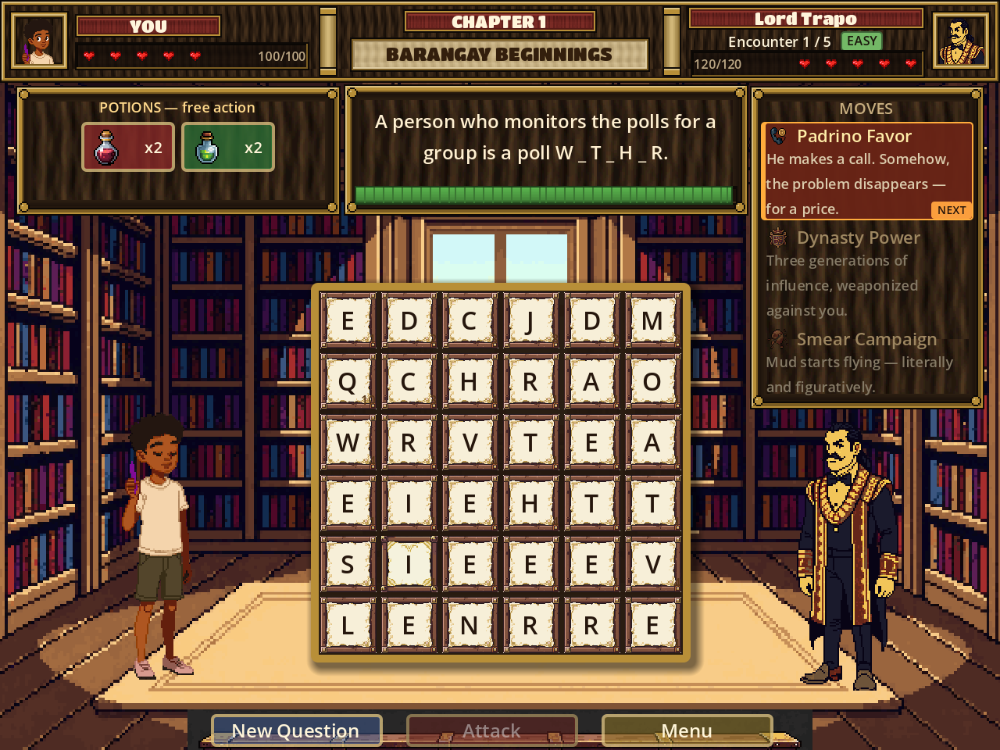 YOU
100/100
CHAPTER 1
BARANGAY BEGINNINGS
Lord Trapo
Encounter 1 / 5 EASY
120/120
POTIONS — free action
x2 x2
A person who monitors the polls for a
group is a poll W _ T _ H _ R.
MOVES
Padrino Favor
He makes a call. Somehow,
the problem disappears —
for a price. NEXT
Dynasty Power
Three generations of
influence, weaponized
against you.
Smear Campaign
Mud starts flying — literally
and figuratively.
E D C J D M
Q C H R A O
W R V T E A
E I E H T T
S I E E E V
L E N R R E
New Question Attack Menu